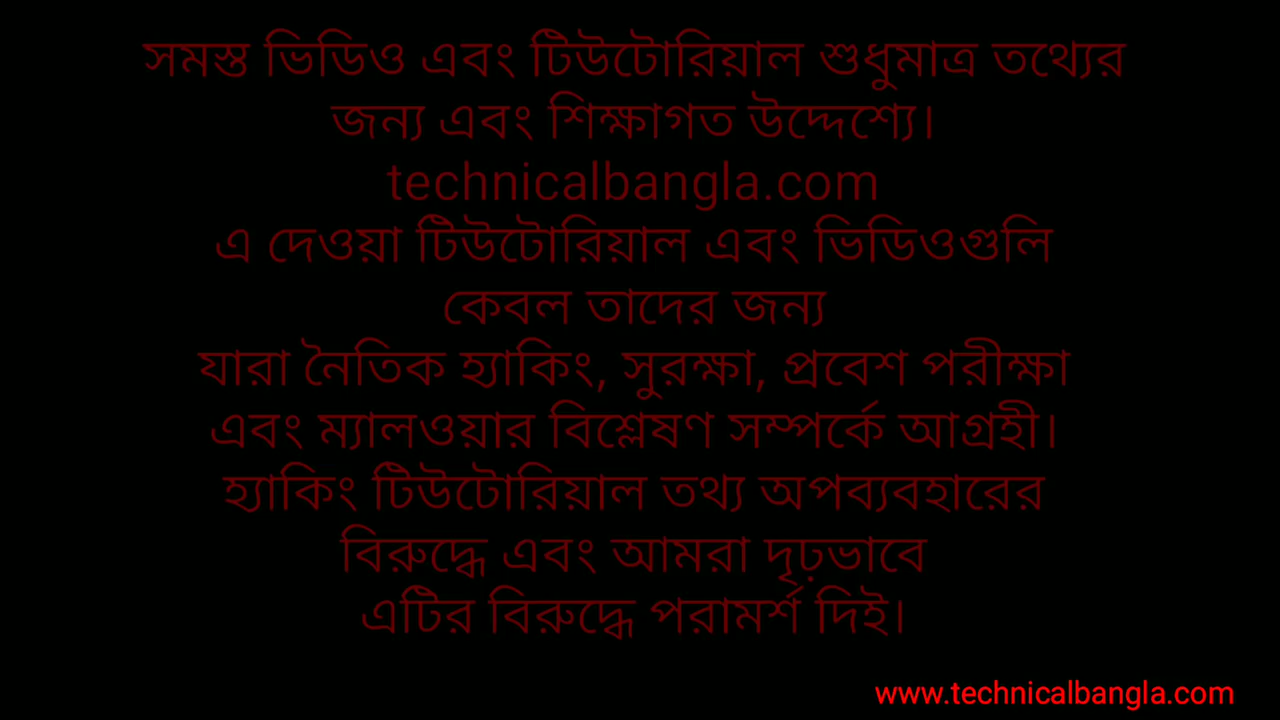 সমস্ত ভিডিও এবং টিউটোরিয়াল শুধুমাত্র তথ্যের
জন্য এবং শিক্ষাগত উদ্দেশ্যে।
technicalbangla.com
এ দেওয়া টিউটোরিয়াল এবং ভিডিওগুলি
কেবল তাদের জন্য
যারা নৈতিক হ্যাকিং, সুরক্ষা, প্রবেশ পরীক্ষা
এবং ম্যালওয়ার বিশ্লেষণ সম্পর্কে আগ্রহী।
হ্যাকিং টিউটোরিয়াল তথ্য অপব্যবহারের
বিরুদ্ধে এবং আমরা দৃঢ়ভাবে
এটির বিরুদ্ধে পরামর্শ দিই।
www.technicalbangla.com